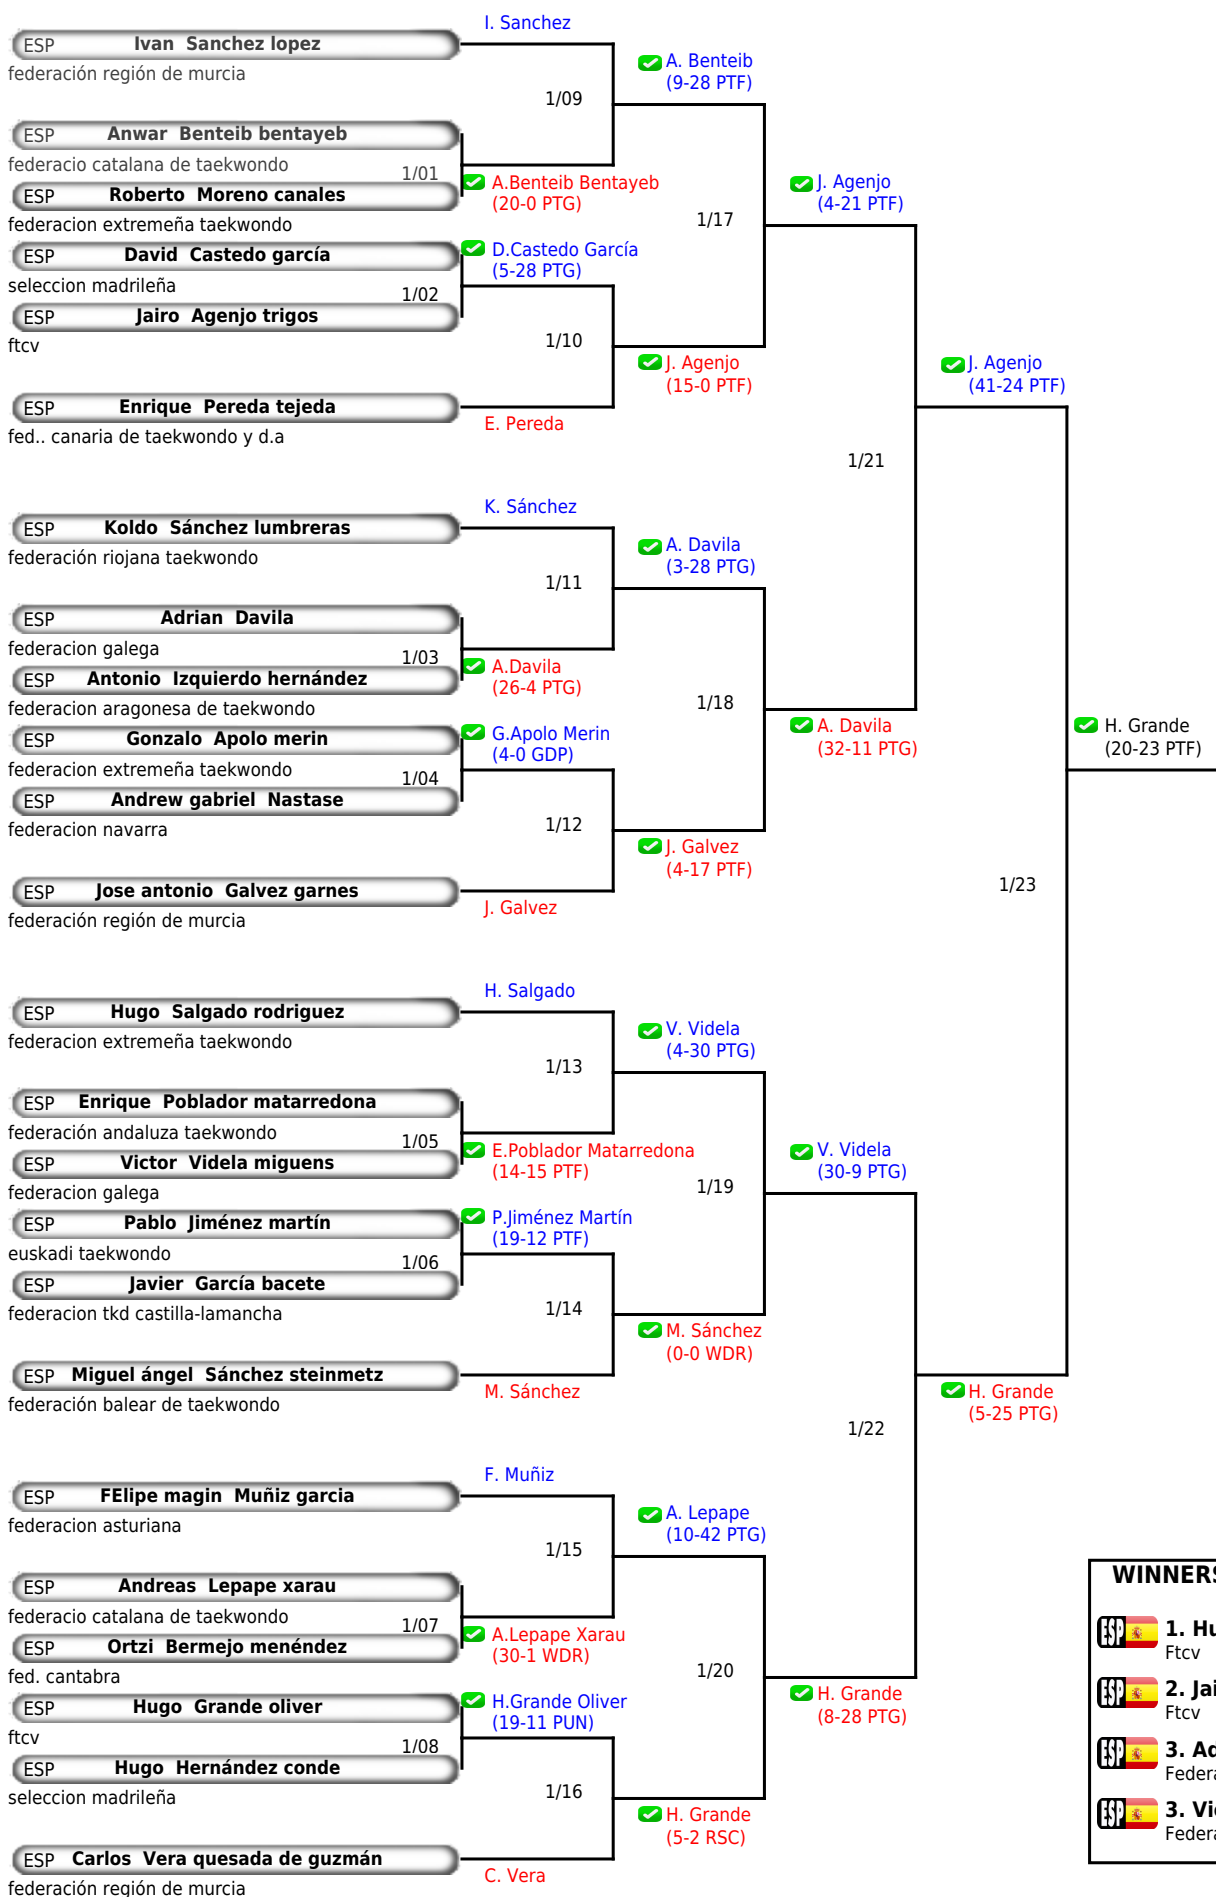 I. Sanchez
ESP Ivan Sanchez lopez
federación región de murcia
A. Benteib
(9-28 PTF)
1/09
ESP Anwar Benteib bentayeb
federacio catalana de taekwondo
1/01
A.Benteib Bentayeb
(20-0 PTG)
ESP Roberto Moreno canales
federacion extremeña taekwondo
J. Agenjo
(4-21 PTF)
1/17
ESP David Castedo garcía
seleccion madrileña
D.Castedo García
(5-28 PTG)
1/02
ESP Jairo Agenjo trigos
ftcv
1/10
J. Agenjo
(15-0 PTF)
J. Agenjo
(41-24 PTF)
ESP Enrique Pereda tejeda
fed.. canaria de taekwondo y d.a
E. Pereda
1/21
K. Sánchez
ESP Koldo Sánchez lumbreras
federación riojana taekwondo
A. Davila
(3-28 PTG)
1/11
ESP Adrian Davila
federacion galega
1/03
A.Davila
(26-4 PTG)
ESP Antonio Izquierdo hernández
federacion aragonesa de taekwondo
1/18
A. Davila
(32-11 PTG)
H. Grande
(20-23 PTF)
ESP Gonzalo Apolo merin
federacion extremeña taekwondo
G.Apolo Merin
(4-0 GDP)
1/04
ESP Andrew gabriel Nastase
federacion navarra
1/12
J. Galvez
(4-17 PTF)
ESP Jose antonio Galvez garnes
federación región de murcia
J. Galvez
1/23
H. Salgado
ESP Hugo Salgado rodriguez
federacion extremeña taekwondo
V. Videla
(4-30 PTG)
1/13
ESP Enrique Poblador matarredona
federación andaluza taekwondo
1/05
E.Poblador Matarredona
(14-15 PTF)
ESP Victor Videla miguens
federacion galega
V. Videla
(30-9 PTG)
1/19
ESP Pablo Jiménez martín
euskadi taekwondo
P.Jiménez Martín
(19-12 PTF)
1/06
ESP Javier García bacete
federacion tkd castilla-lamancha
1/14
M. Sánchez
(0-0 WDR)
ESP Miguel ángel Sánchez steinmetz
federación balear de taekwondo
M. Sánchez
H. Grande
(5-25 PTG)
1/22
F. Muñiz
ESP FElipe magin Muñiz garcia
federacion asturiana
A. Lepape
(10-42 PTG)
1/15
ESP Andreas Lepape xarau
federacio catalana de taekwondo
1/07
A.Lepape Xarau
(30-1 WDR)
ESP Ortzi Bermejo menéndez
fed. cantabra
1/20
H. Grande
(8-28 PTG)
ESP Hugo Grande oliver
ftcv
H.Grande Oliver
(19-11 PUN)
1/08
ESP Hugo Hernández conde
seleccion madrileña
1/16
H. Grande
(5-2 RSC)
ESP Carlos Vera quesada de guzmán
federación región de murcia
C. Vera
WINNERS
ESP 1. Hu
Ftcv
ESP 2. Jai
Ftcv
ESP 3. Ad
Federa
ESP 3. Vi
Federa